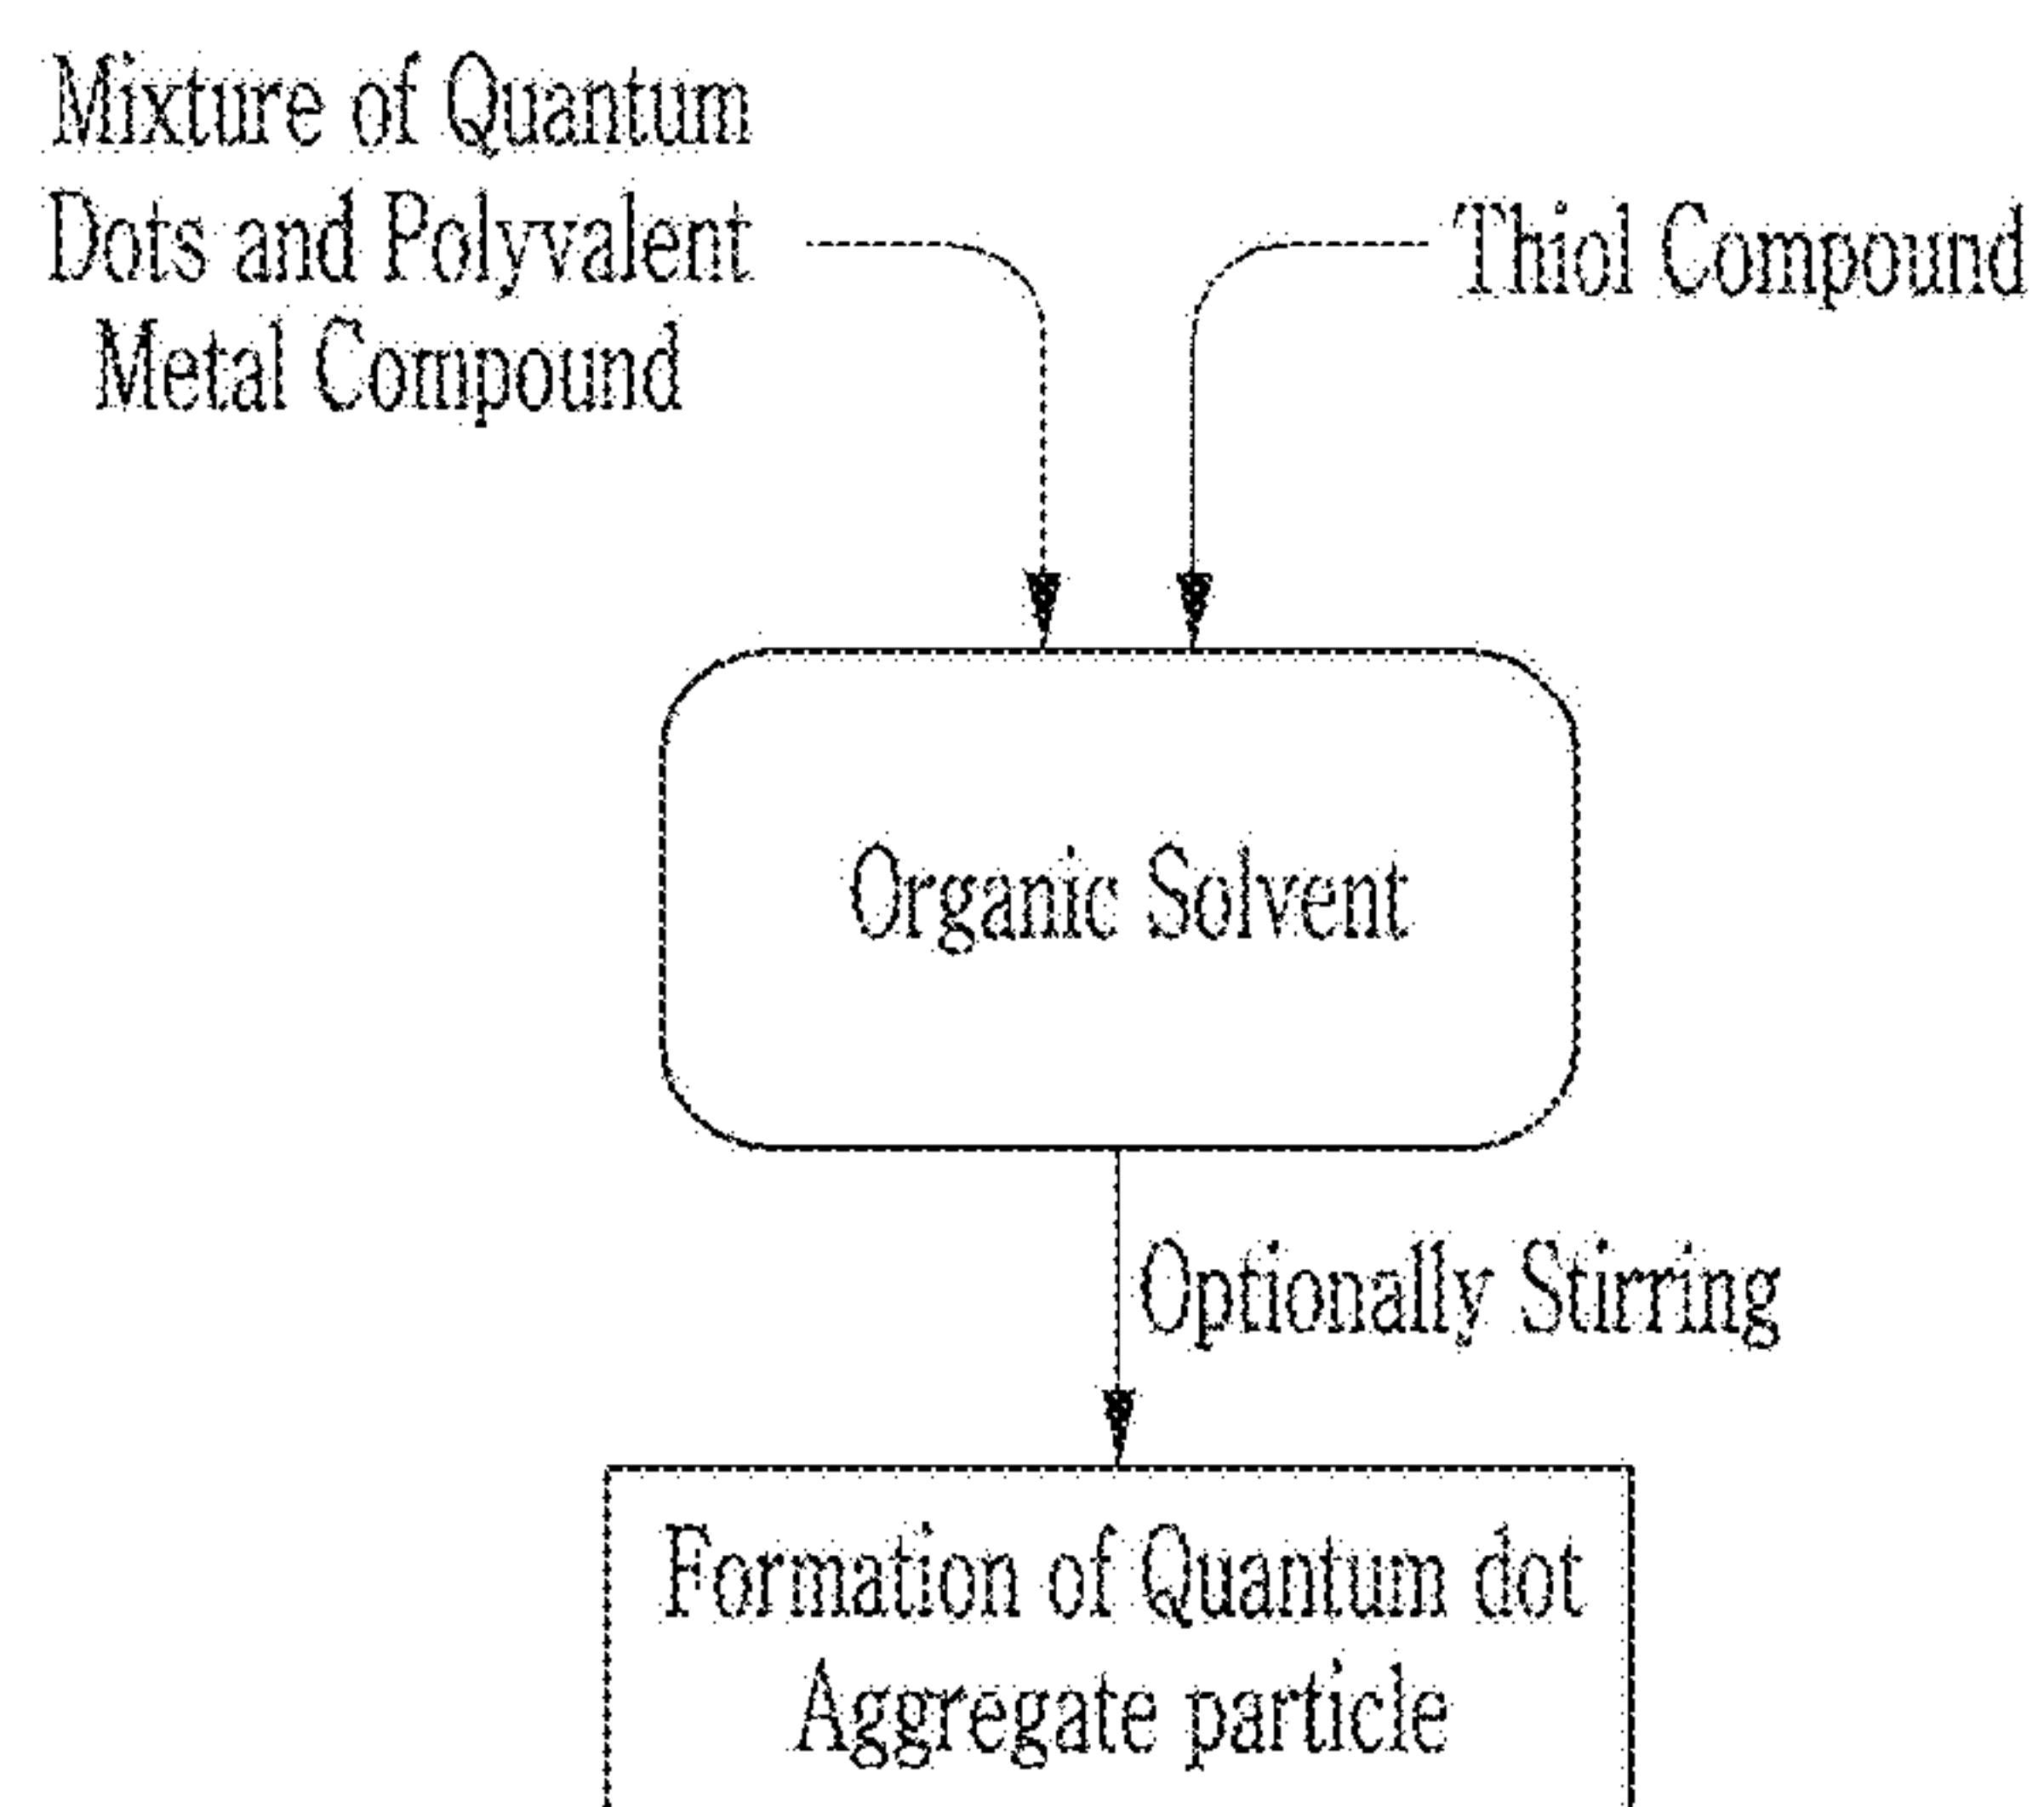 Mixture of Quantum
Dots and Polyvalent
Metal Compound
Thiol Compound
Organic Solvent
Optionally Stirring
Formation of Quantum dot
Aggregate particle